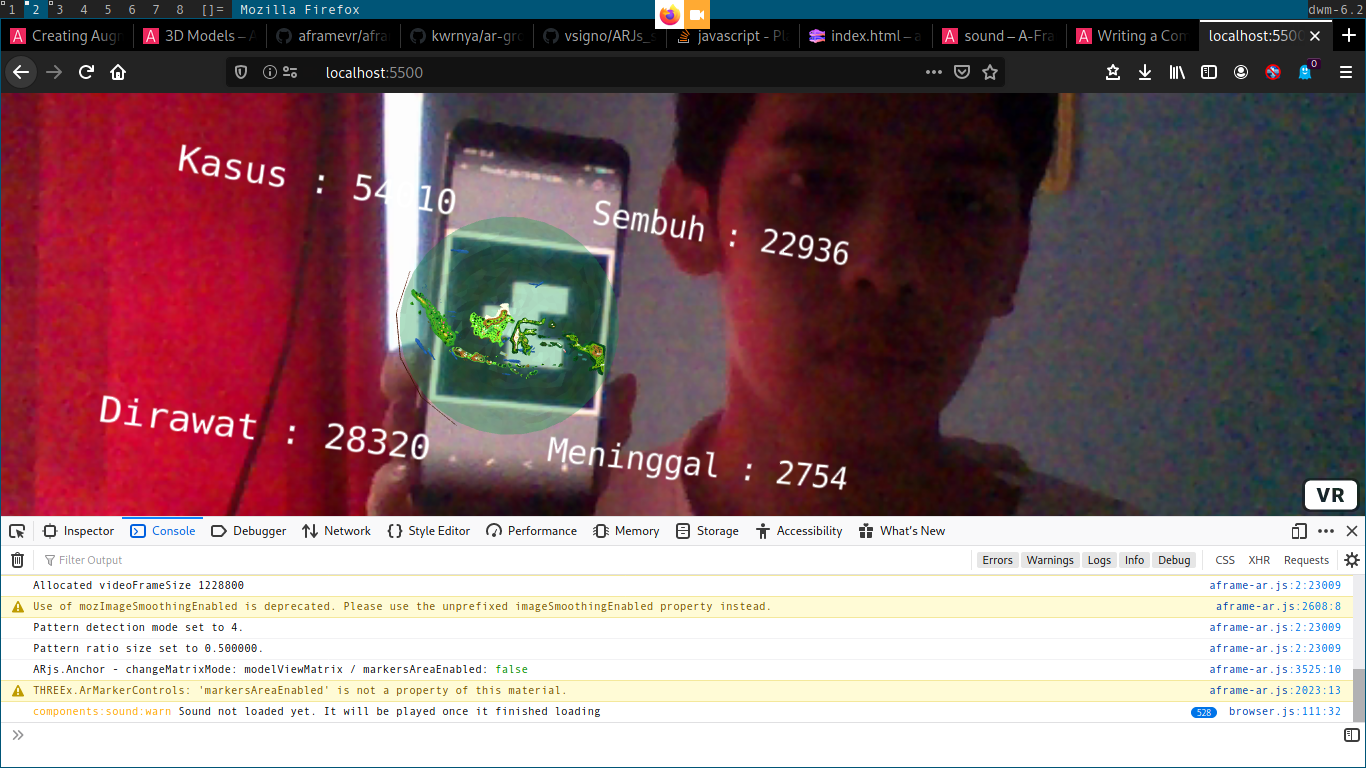 1 2 3 4 5 6 7 8 []= Mozilla Firefox dwm-6.2
Creating Aug 3D Models – A aframevr/afra kwrnya/ar-gro vsigno/ARJs_s javascript - Pl index.html – a sound – A-Fra Writing a Com localhost:5500
localhost:5500 0
Kasus : 54 10
Sembuh : 22936
Dirawat : 28320
Meninggal : 2754
VR
Inspector Console Debugger Network Style Editor Performance Memory Storage Accessibility What's New
Filter Output Errors Warnings Logs Info Debug CSS XHR Requests
Allocated videoFrameSize 1228800 aframe-ar.js:2:23009
Use of mozImageSmoothingEnabled is deprecated. Please use the unprefixed imageSmoothingEnabled property instead. aframe-ar.js:2608:8
Pattern detection mode set to 4. aframe-ar.js:2:23009
Pattern ratio size set to 0.500000. aframe-ar.js:2:23009
ARjs.Anchor - changeMatrixMode: modelViewMatrix / markersAreaEnabled: false aframe-ar.js:3525:10
THREEx.ArMarkerControls: 'markersAreaEnabled' is not a property of this material. aframe-ar.js:2023:13
components:sound:warn Sound not loaded yet. It will be played once it finished loading 528 browser.js:111:32